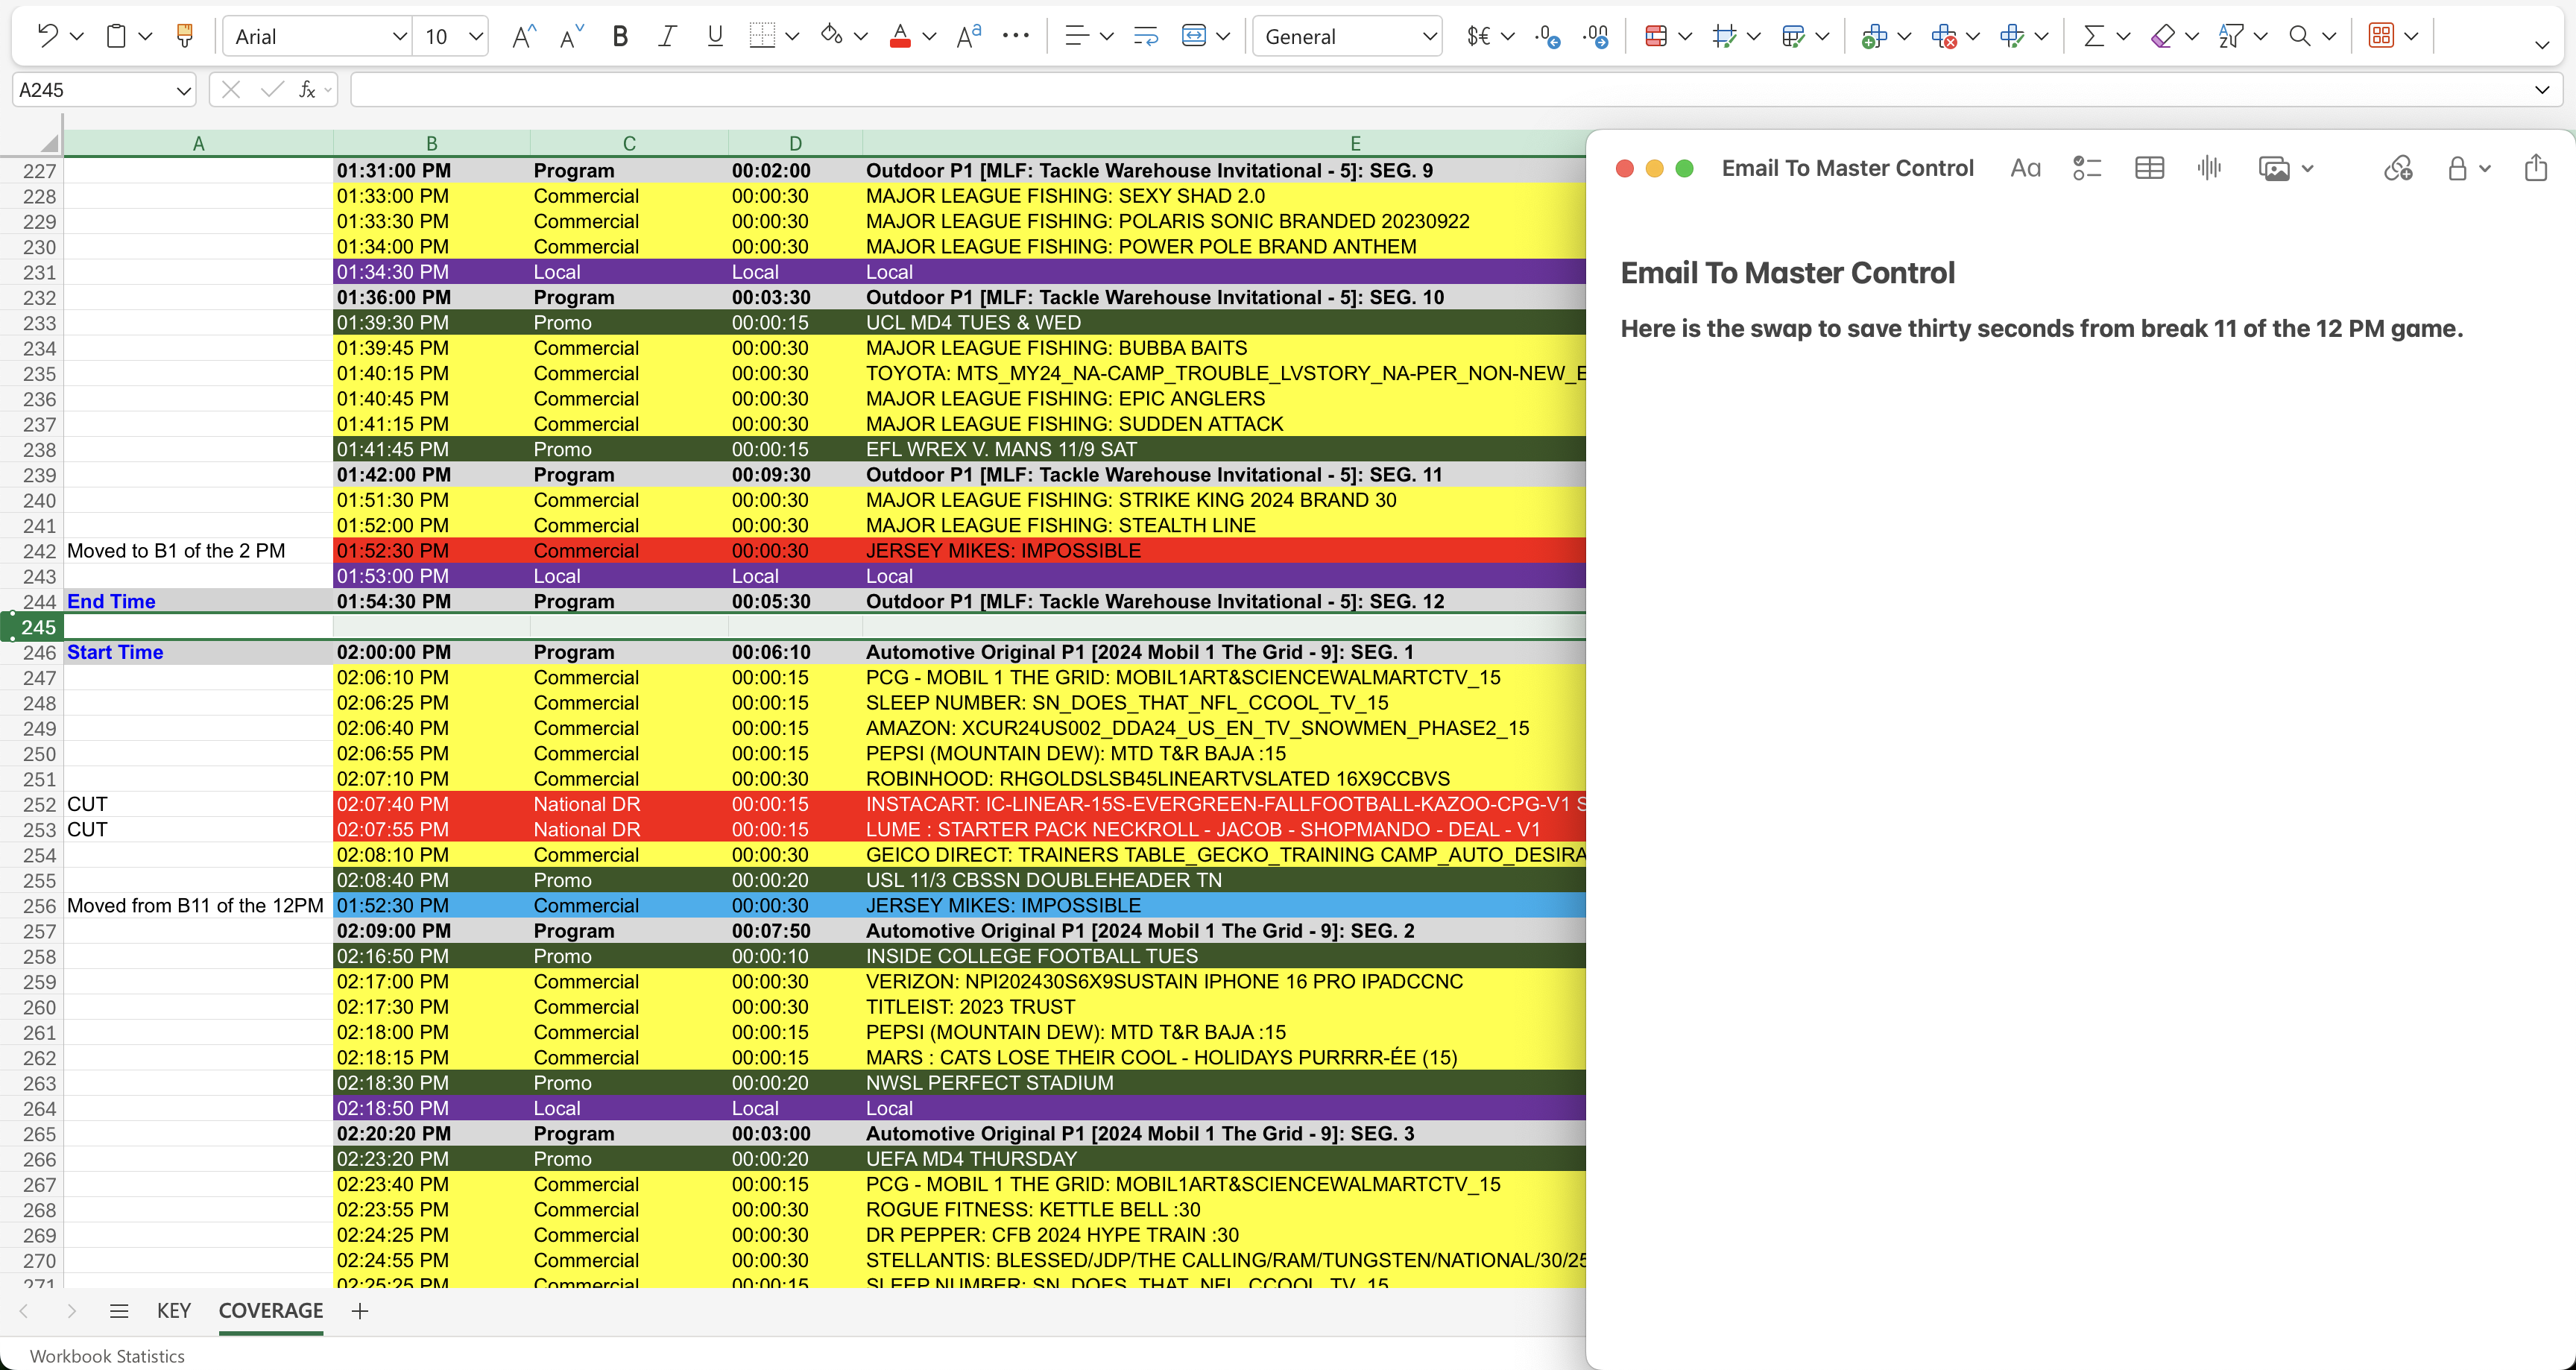 Arial 10 General
A245 fx
A B C D E
227 01:31:00 PM Program 00:02:00 Outdoor P1 [MLF: Tackle Warehouse Invitational - 5]: SEG. 9
228 01:33:00 PM Commercial 00:00:30 MAJOR LEAGUE FISHING: SEXY SHAD 2.0
229 01:33:30 PM Commercial 00:00:30 MAJOR LEAGUE FISHING: POLARIS SONIC BRANDED 20230922
230 01:34:00 PM Commercial 00:00:30 MAJOR LEAGUE FISHING: POWER POLE BRAND ANTHEM
231 01:34:30 PM Local Local Local
232 01:36:00 PM Program 00:03:30 Outdoor P1 [MLF: Tackle Warehouse Invitational - 5]: SEG. 10
233 01:39:30 PM Promo 00:00:15 UCL MD4 TUES & WED
234 01:39:45 PM Commercial 00:00:30 MAJOR LEAGUE FISHING: BUBBA BAITS
235 01:40:15 PM Commercial 00:00:30 TOYOTA: MTS_MY24_NA-CAMP_TROUBLE_LVSTORY_NA-PER_NON-NEW_E
236 01:40:45 PM Commercial 00:00:30 MAJOR LEAGUE FISHING: EPIC ANGLERS
237 01:41:15 PM Commercial 00:00:30 MAJOR LEAGUE FISHING: SUDDEN ATTACK
238 01:41:45 PM Promo 00:00:15 EFL WREX V. MANS 11/9 SAT
239 01:42:00 PM Program 00:09:30 Outdoor P1 [MLF: Tackle Warehouse Invitational - 5]: SEG. 11
240 01:51:30 PM Commercial 00:00:30 MAJOR LEAGUE FISHING: STRIKE KING 2024 BRAND 30
241 01:52:00 PM Commercial 00:00:30 MAJOR LEAGUE FISHING: STEALTH LINE
242 Moved to B1 of the 2 PM 01:52:30 PM Commercial 00:00:30 JERSEY MIKES: IMPOSSIBLE
243 01:53:00 PM Local Local Local
244 End Time 01:54:30 PM Program 00:05:30 Outdoor P1 [MLF: Tackle Warehouse Invitational - 5]: SEG. 12
245
246 Start Time 02:00:00 PM Program 00:06:10 Automotive Original P1 [2024 Mobil 1 The Grid - 9]: SEG. 1
247 02:06:10 PM Commercial 00:00:15 PCG - MOBIL 1 THE GRID: MOBIL1ART&SCIENCEWALMARTCTV_15
248 02:06:25 PM Commercial 00:00:15 SLEEP NUMBER: SN_DOES_THAT_NFL_CCOOL_TV_15
249 02:06:40 PM Commercial 00:00:15 AMAZON: XCUR24US002_DDA24_US_EN_TV_SNOWMEN_PHASE2_15
250 02:06:55 PM Commercial 00:00:15 PEPSI (MOUNTAIN DEW): MTD T&R BAJA :15
251 02:07:10 PM Commercial 00:00:30 ROBINHOOD: RHGOLDSLSB45LINEARTVSLATED 16X9CCBVS
252 CUT 02:07:40 PM National DR 00:00:15 INSTACART: IC-LINEAR-15S-EVERGREEN-FALLFOOTBALL-KAZOO-CPG-V1 S
253 CUT 02:07:55 PM National DR 00:00:15 LUME : STARTER PACK NECKROLL - JACOB - SHOPMANDO - DEAL - V1
254 02:08:10 PM Commercial 00:00:30 GEICO DIRECT: TRAINERS TABLE_GECKO_TRAINING CAMP_AUTO_DESIRA
255 02:08:40 PM Promo 00:00:20 USL 11/3 CBSSN DOUBLEHEADER TN
256 Moved from B11 of the 12PM 01:52:30 PM Commercial 00:00:30 JERSEY MIKES: IMPOSSIBLE
257 02:09:00 PM Program 00:07:50 Automotive Original P1 [2024 Mobil 1 The Grid - 9]: SEG. 2
258 02:16:50 PM Promo 00:00:10 INSIDE COLLEGE FOOTBALL TUES
259 02:17:00 PM Commercial 00:00:30 VERIZON: NPI202430S6X9SUSTAIN IPHONE 16 PRO IPADCCNC
260 02:17:30 PM Commercial 00:00:30 TITLEIST: 2023 TRUST
261 02:18:00 PM Commercial 00:00:15 PEPSI (MOUNTAIN DEW): MTD T&R BAJA :15
262 02:18:15 PM Commercial 00:00:15 MARS : CATS LOSE THEIR COOL - HOLIDAYS PURRRR-ÉE (15)
263 02:18:30 PM Promo 00:00:20 NWSL PERFECT STADIUM
264 02:18:50 PM Local Local Local
265 02:20:20 PM Program 00:03:00 Automotive Original P1 [2024 Mobil 1 The Grid - 9]: SEG. 3
266 02:23:20 PM Promo 00:00:20 UEFA MD4 THURSDAY
267 02:23:40 PM Commercial 00:00:15 PCG - MOBIL 1 THE GRID: MOBIL1ART&SCIENCEWALMARTCTV_15
268 02:23:55 PM Commercial 00:00:30 ROGUE FITNESS: KETTLE BELL :30
269 02:24:25 PM Commercial 00:00:30 DR PEPPER: CFB 2024 HYPE TRAIN :30
270 02:24:55 PM Commercial 00:00:30 STELLANTIS: BLESSED/JDP/THE CALLING/RAM/TUNGSTEN/NATIONAL/30/25
271 02:25:25 PM Commercial 00:00:15 SLEEP NUMBER: SN_DOES_THAT_NFL_CCOOL_TV_15
KEY COVERAGE
Workbook Statistics
Email To Master Control Aa
Email To Master Control
Here is the swap to save thirty seconds from break 11 of the 12 PM game.